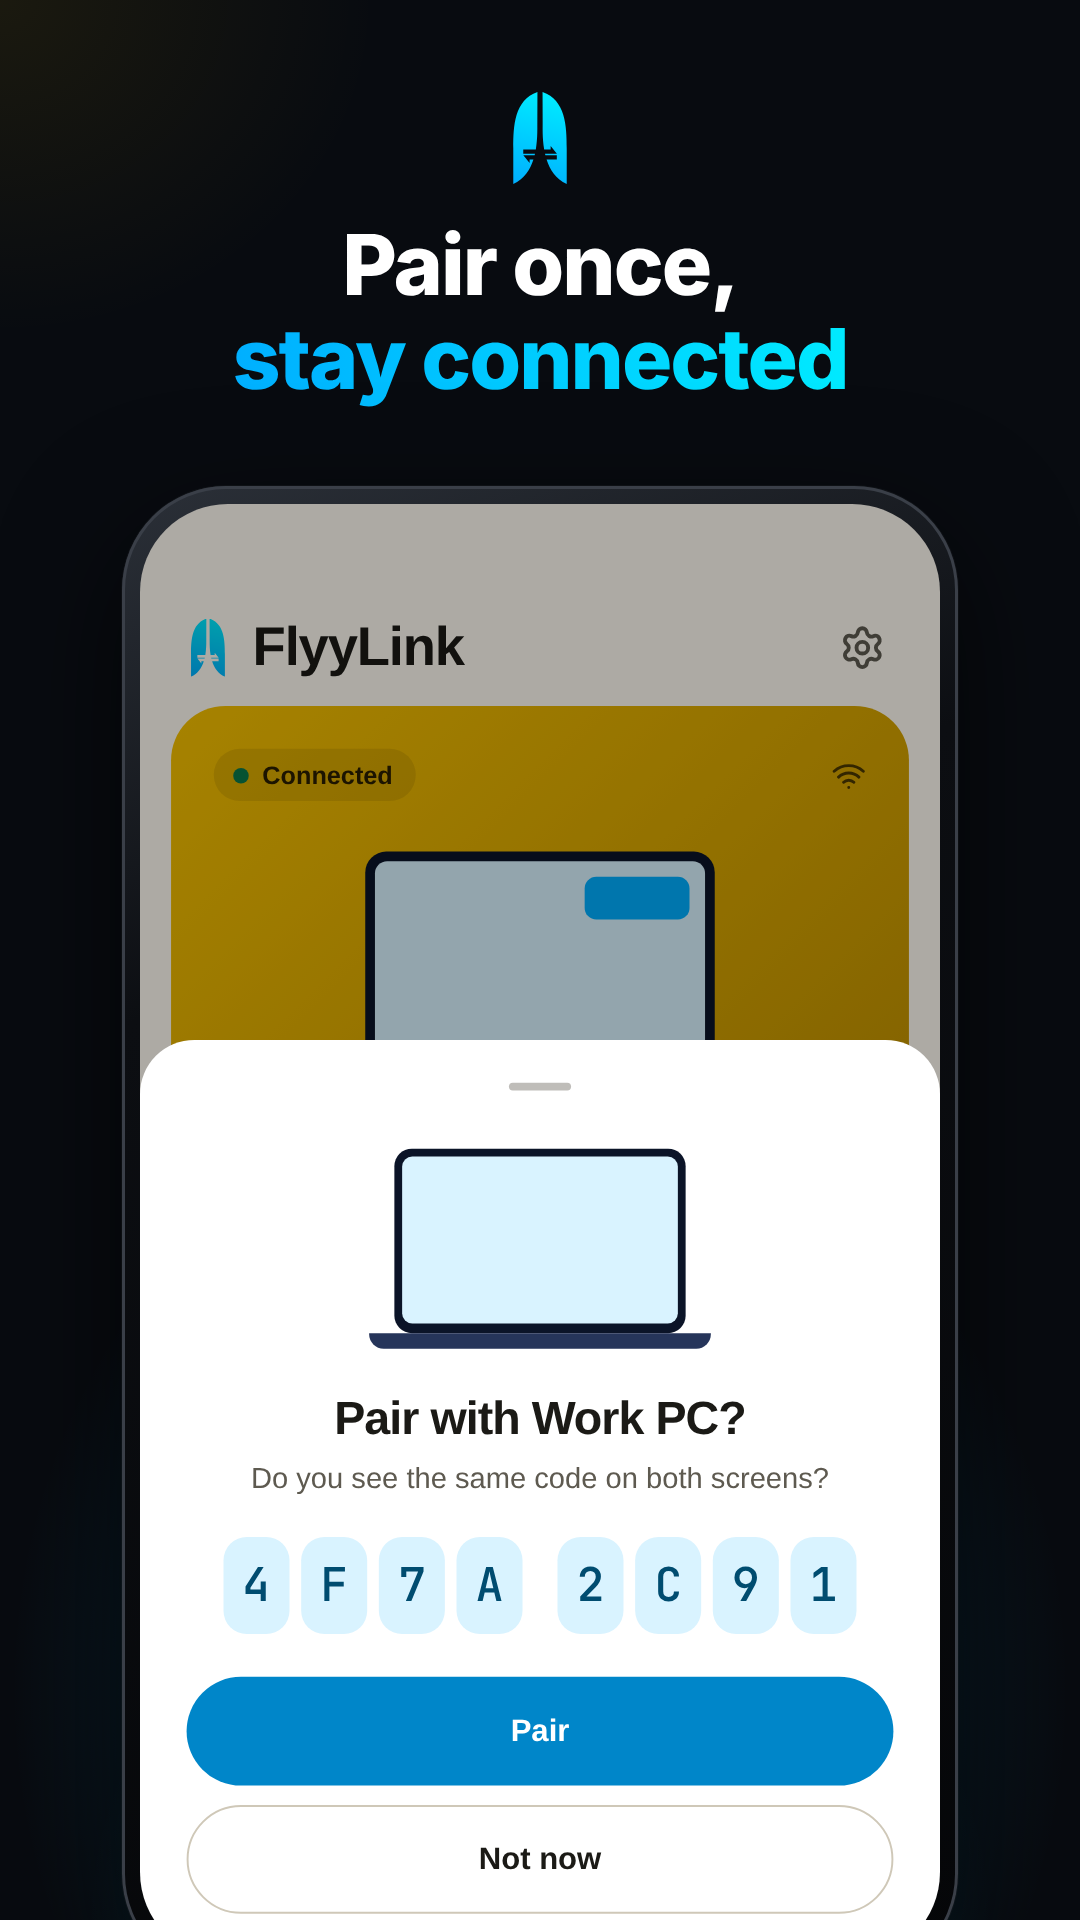 Pair once,
stay connected
FlyyLink
Connected
Pair with Work PC?
Do you see the same code on both screens?
4 F 7 A 2 C 9 1
Pair
Not now